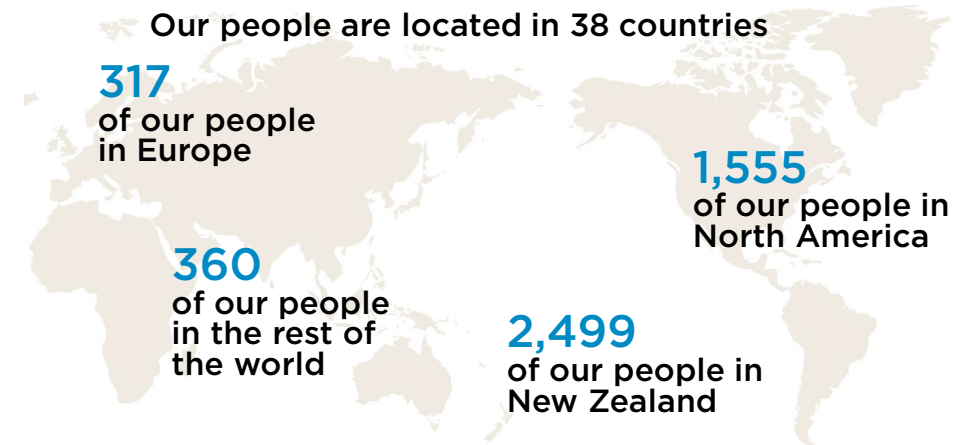 Our people are located in 38 countries
317
of our people
in Europe
1,555
of our people in
North America
360
of our people
in the rest of
the world
2,499
of our people in
New Zealand